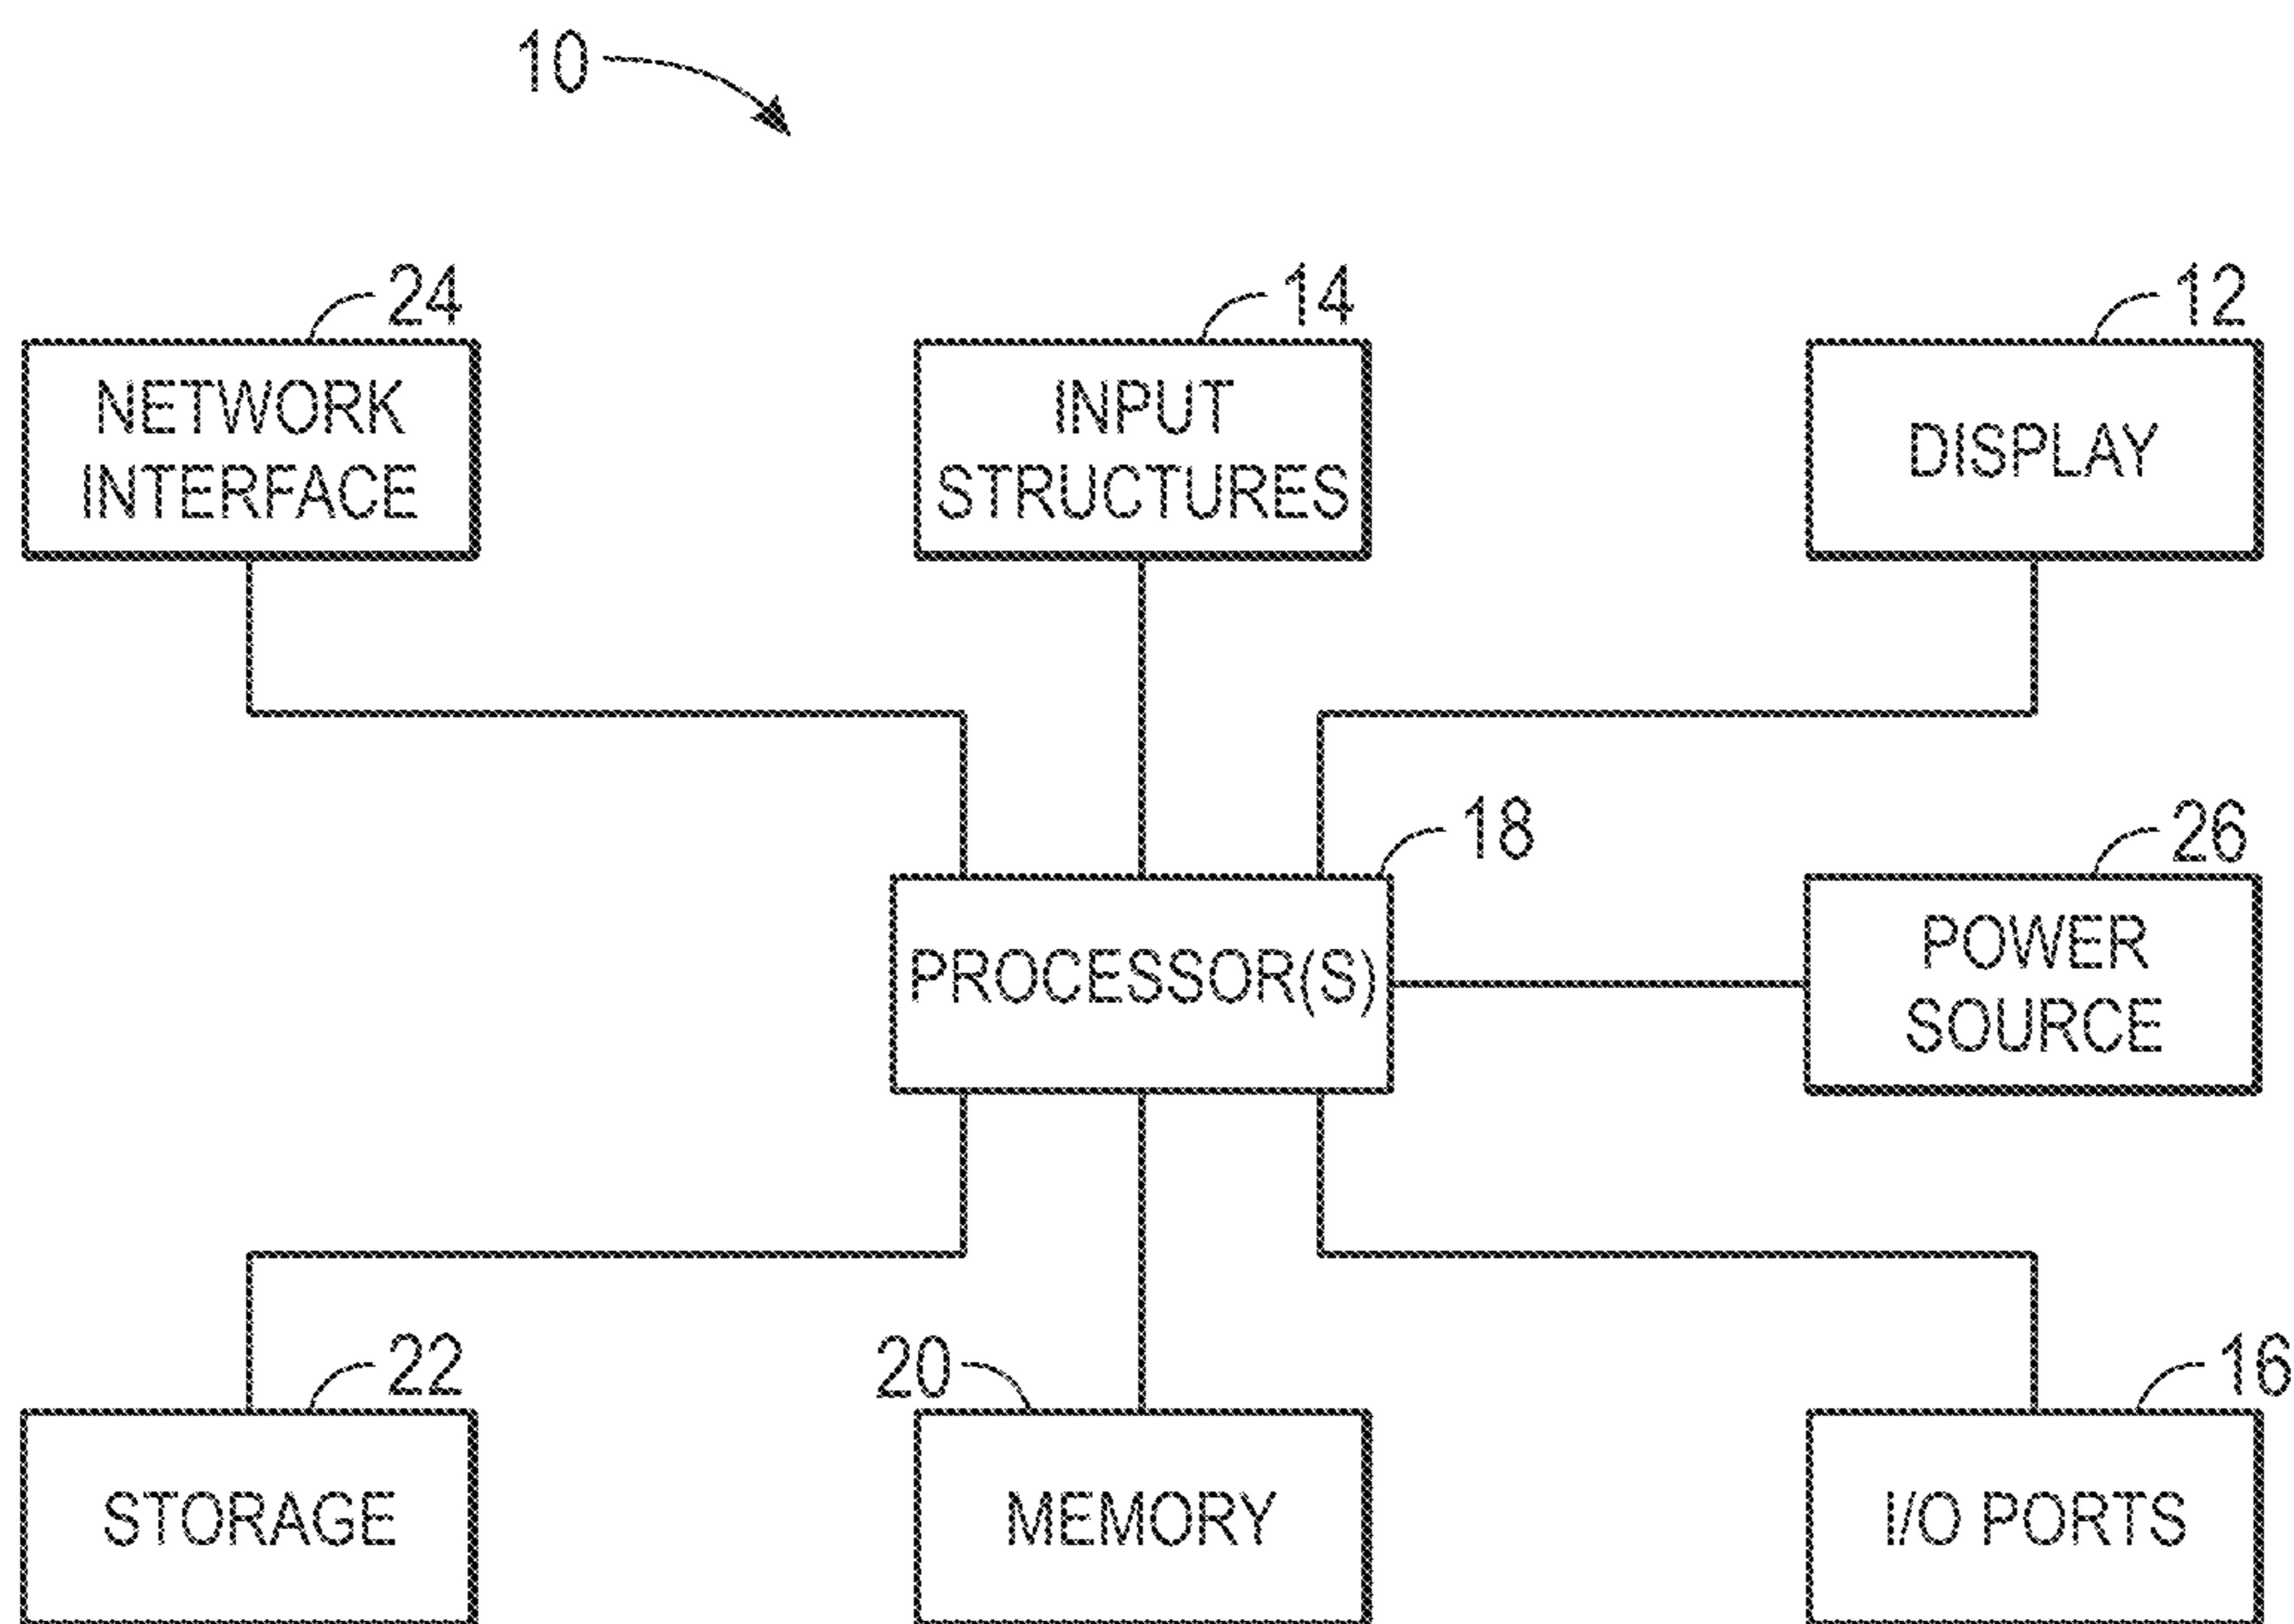 10
24
14
12
NETWORK
INTERFACE
INPUT
STRUCTURES
DISPLAY
18
26
PROCESSOR(S)
POWER
SOURCE
22
20
16
STORAGE
MEMORY
I/O PORTS